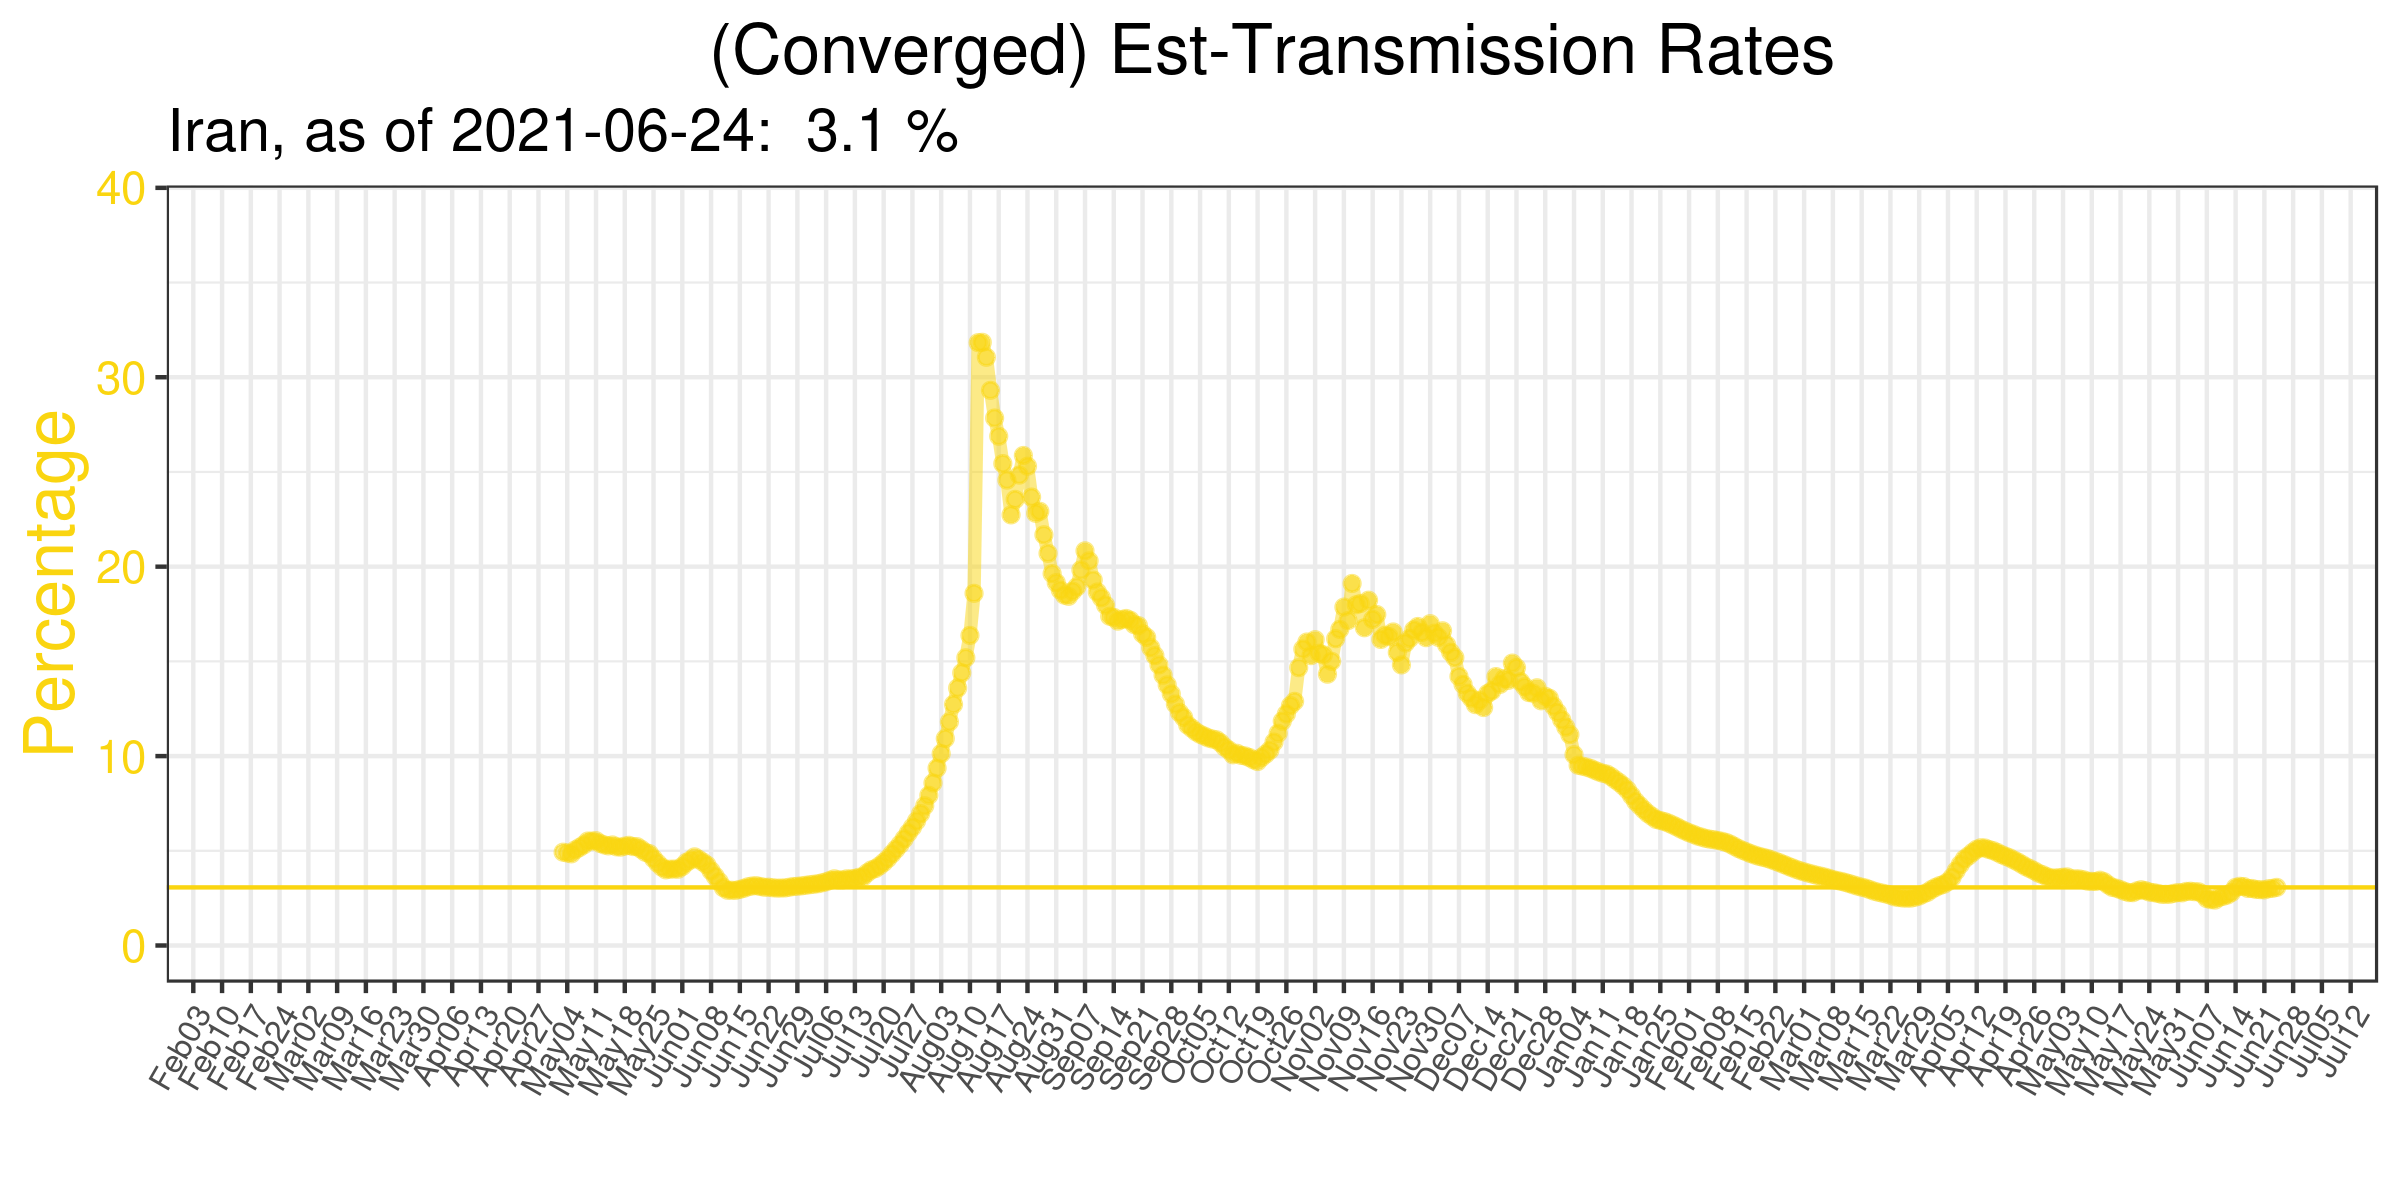 (Converged) Est-Transmission Rates
Iran, as of 2021-06-24:  3.1 %
Percentage
40
30
20
10
0
Feb03
Feb10
Feb17
Feb24
Mar02
Mar09
Mar16
Mar23
Mar30
Apr06
Apr13
Apr20
Apr27
May04
May11
May18
May25
Jun01
Jun08
Jun15
Jun22
Jun29
Jul06
Jul13
Jul20
Jul27
Aug03
Aug10
Aug17
Aug24
Aug31
Sep07
Sep14
Sep21
Sep28
Oct05
Oct12
Oct19
Oct26
Nov02
Nov09
Nov16
Nov23
Nov30
Dec07
Dec14
Dec21
Dec28
Jan04
Jan11
Jan18
Jan25
Feb01
Feb08
Feb15
Feb22
Mar01
Mar08
Mar15
Mar22
Mar29
Apr05
Apr12
Apr19
Apr26
May03
May10
May17
May24
May31
Jun07
Jun14
Jun21
Jun28
Jul05
Jul12